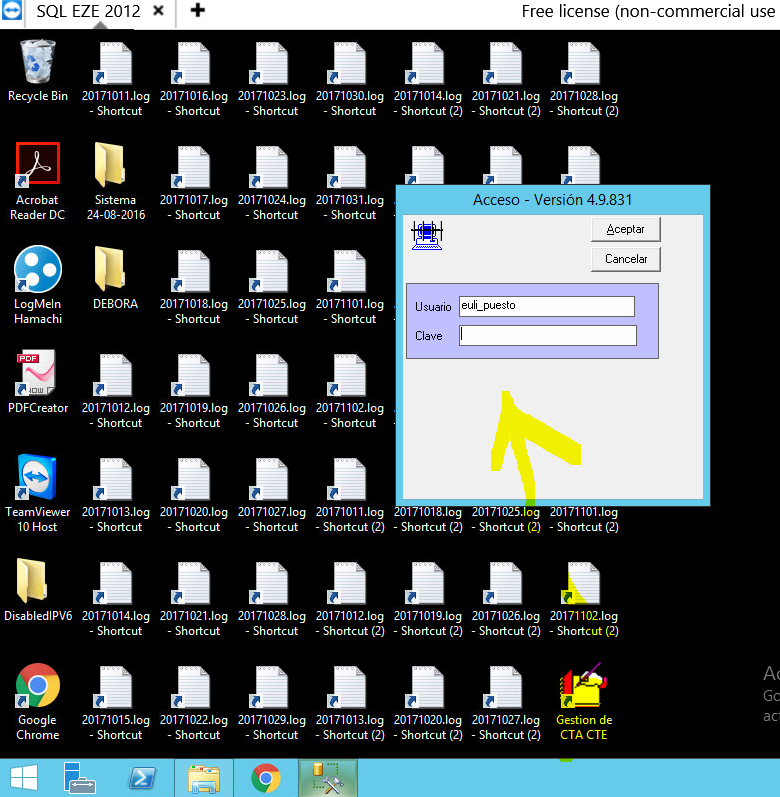 SQL EZE 2012 × +
Free license (non-commercial use
Recycle Bin
20171011.log
- Shortcut
20171016.log
- Shortcut
20171023.log
- Shortcut
20171030.log
- Shortcut
20171014.log
- Shortcut (2)
20171021.log
- Shortcut (2)
20171028.log
- Shortcut (2)
Acrobat
Reader DC
Sistema
24-08-2016
20171017.log
- Shortcut
20171024.log
- Shortcut
20171031.log
- Shortcut
LogMeIn
Hamachi
DEBORA
20171018.log
- Shortcut
20171025.log
- Shortcut
20171101.log
- Shortcut
Acceso - Versión 4.9.831
Aceptar
Cancelar
Usuario euli_puesto
Clave
PDF
PDFCreator
20171012.log
- Shortcut
20171019.log
- Shortcut
20171026.log
- Shortcut
20171102.log
- Shortcut
TeamViewer
10 Host
20171013.log
- Shortcut
20171020.log
- Shortcut
20171027.log
- Shortcut
20171011.log
- Shortcut (2)
20171018.log
- Shortcut (2)
20171025.log
- Shortcut (2)
20171101.log
- Shortcut (2)
DisabledIPV6
20171014.log
- Shortcut
20171021.log
- Shortcut
20171028.log
- Shortcut
20171012.log
- Shortcut (2)
20171019.log
- Shortcut (2)
20171026.log
- Shortcut (2)
20171102.log
- Shortcut (2)
Google
Chrome
20171015.log
- Shortcut
20171022.log
- Shortcut
20171029.log
- Shortcut
20171013.log
- Shortcut (2)
20171020.log
- Shortcut (2)
20171027.log
- Shortcut (2)
Gestion de
CTA CTE